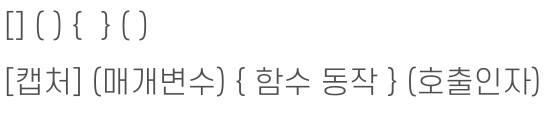 [] ( ) {  } ( )
[캡처] (매개변수) { 함수 동작 } (호출인자)